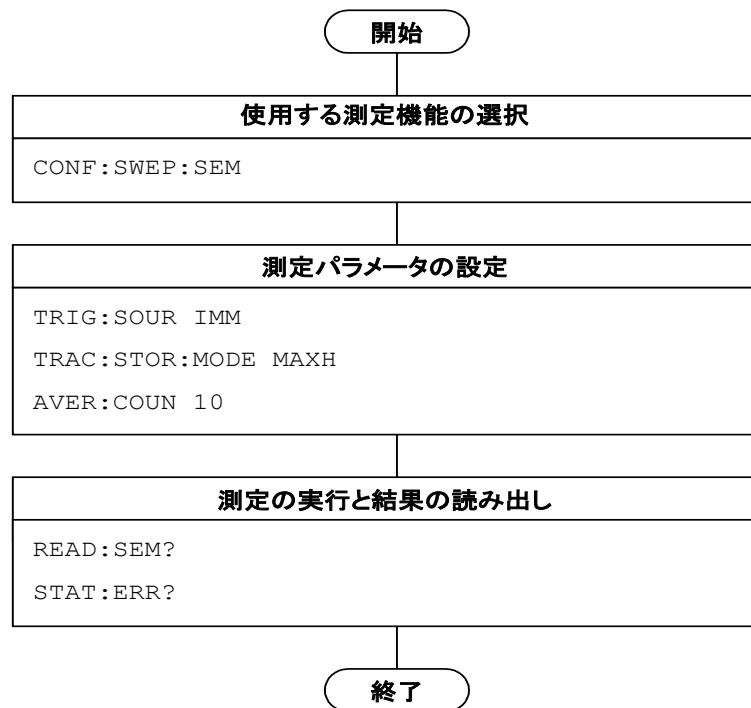 開始
使用する測定機能の選択
CONF:SWEP:SEM
測定パラメータの設定
TRIG:SOUR IMM
TRAC:STOR:MODE MAXH
AVER:COUN 10
測定の実行と結果の読み出し
READ:SEM?
STAT:ERR?
終了